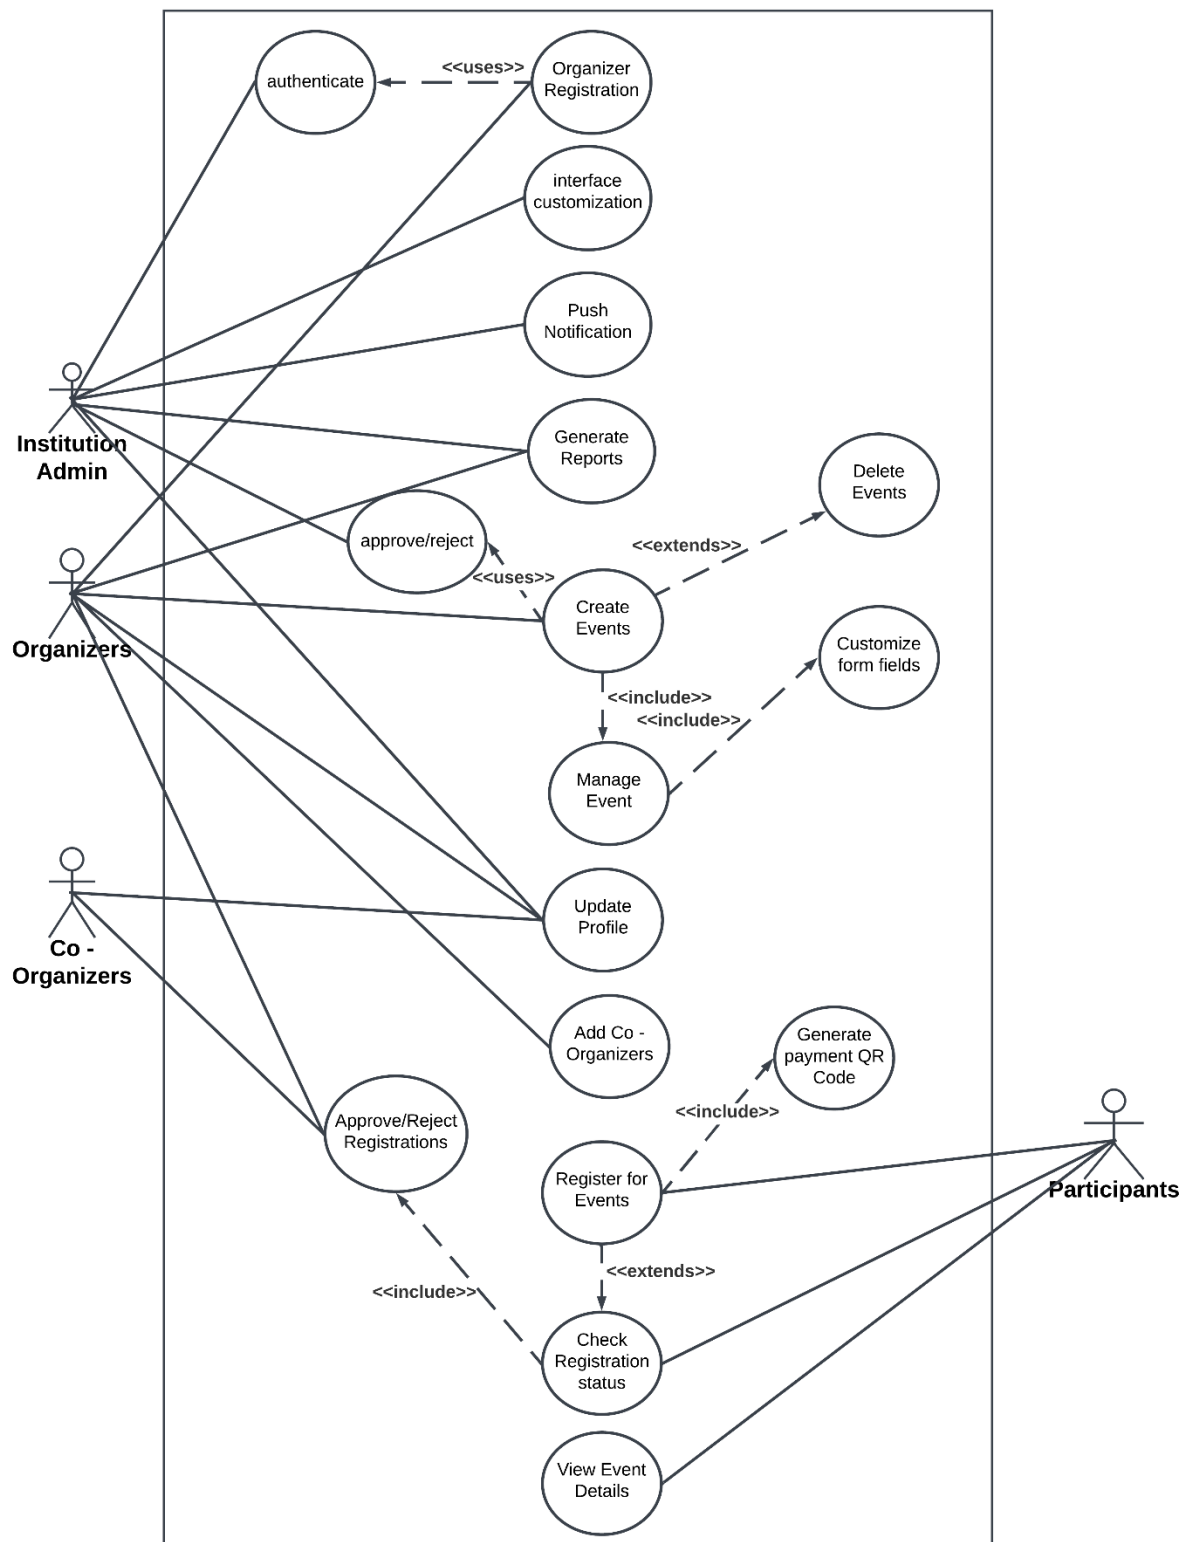 authenticate
<<uses>>
Organizer
Registration
interface
customization
Push
Notification
Institution
Admin
Generate
Reports
Delete
Events
approve/reject
<<extends>>
<<uses>>
Create
Events
Organizers
Customize
form fields
<<include>>
<<include>>
Manage
Event
Update
Profile
Co -
Organizers
Add Co -
Organizers
Generate
payment QR
Code
<<include>>
Approve/Reject
Registrations
Register for
Events
Participants
<<extends>>
<<include>>
Check
Registration
status
View Event
Details